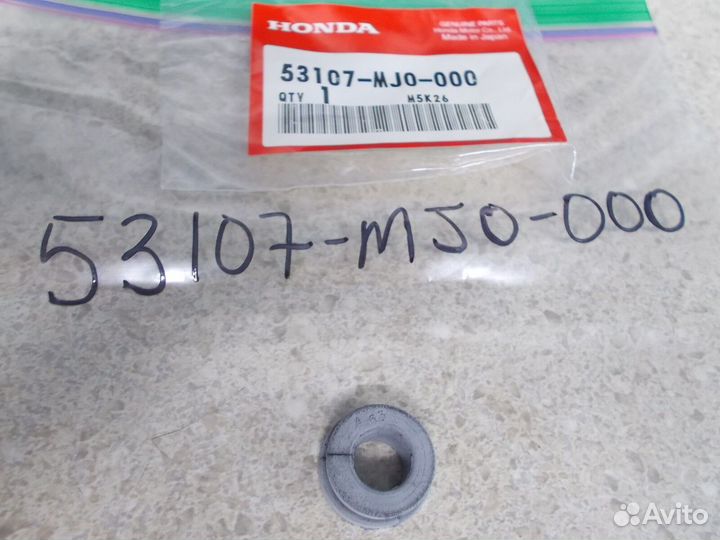 HONDA
GENUINE PARTS
Honda Motor Co., Ltd.
Made in Japan
53107-MJ0-000
QTY 1 M5K26
53107-MJ0-000
Avito